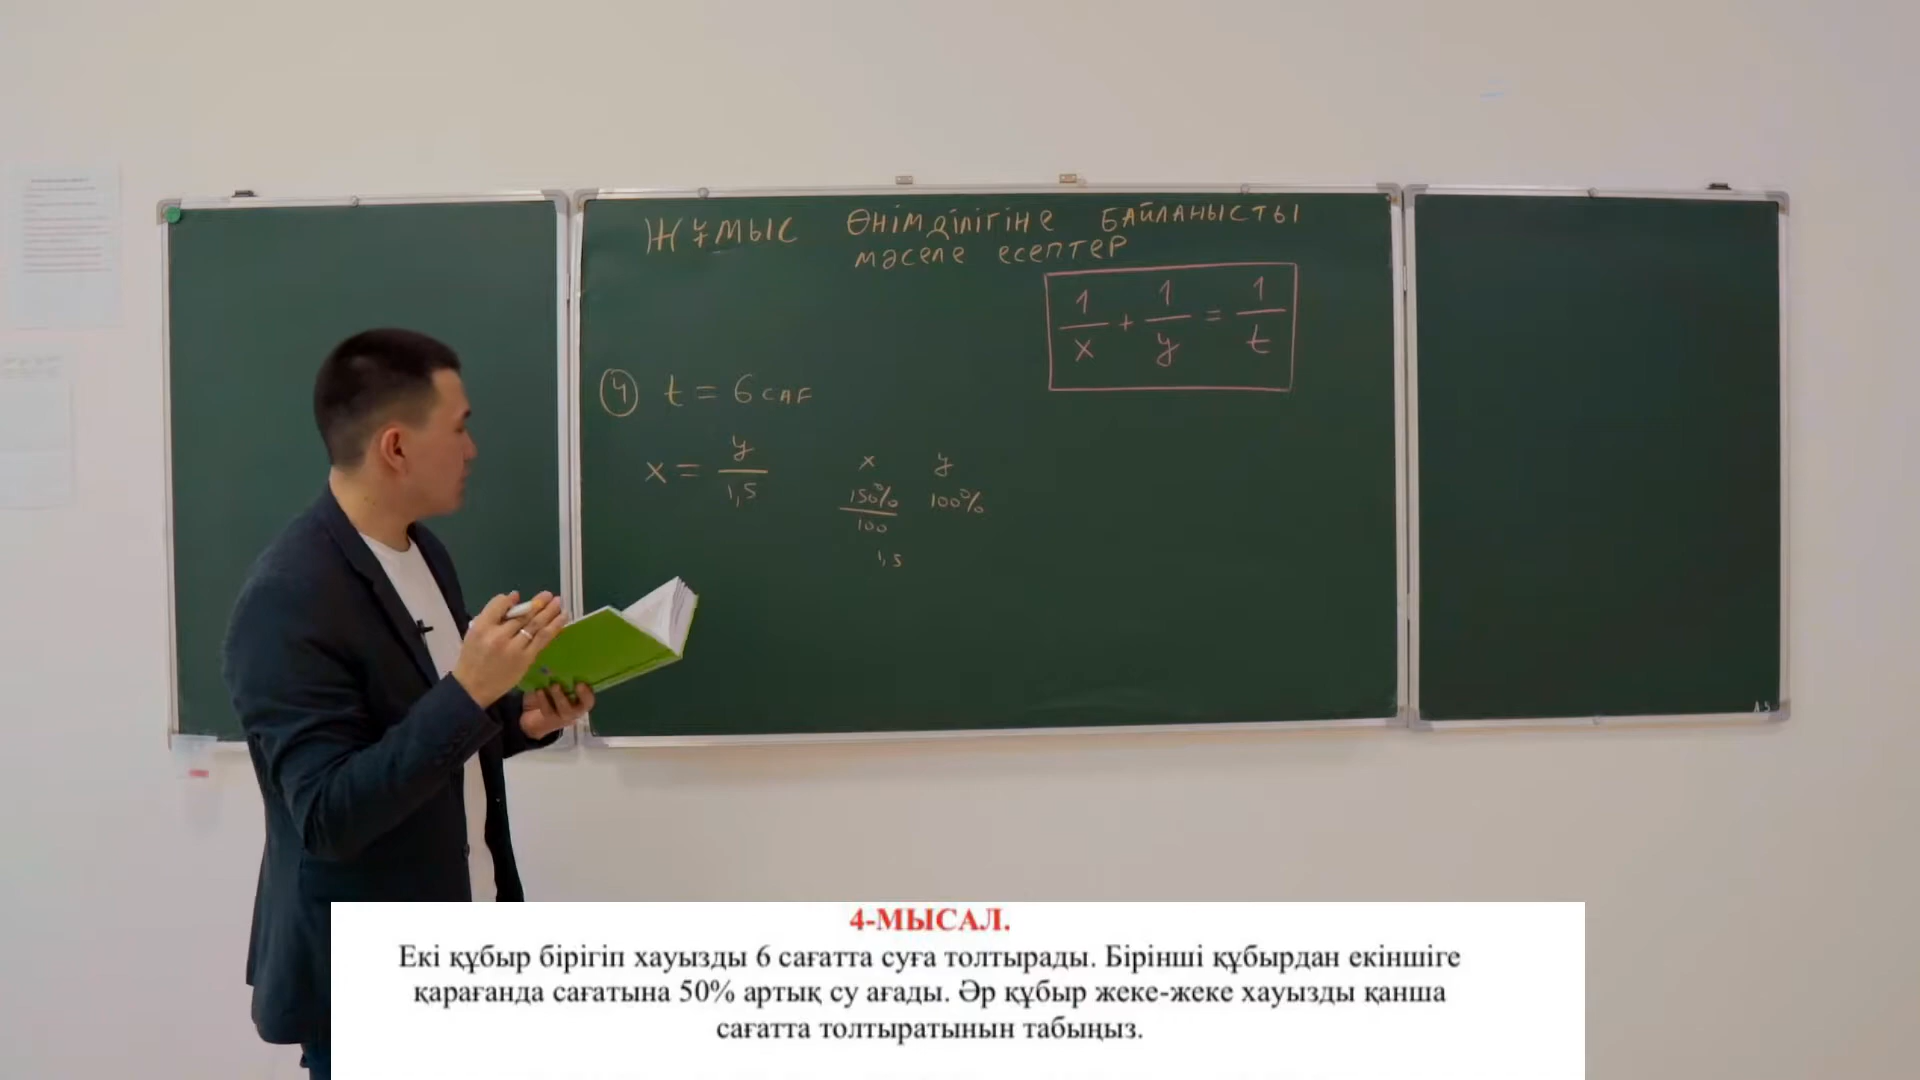 ЖҰМЫС ӨНІМДІЛІГІНЕ БАЙЛАНЫСТЫ
МӘСЕЛЕ ЕСЕПТЕР
1/x + 1/y = 1/t
④ t = 6 САҒ
x = y/1,5
x y
150%/100 100%
1,5
4-МЫСАЛ.
Екі құбыр бірігіп хауызды 6 сағатта суға толтырады. Бірінші құбырдан екіншіге
қарағанда сағатына 50% артық су ағады. Әр құбыр жеке-жеке хауызды қанша
сағатта толтыратынын табыңыз.